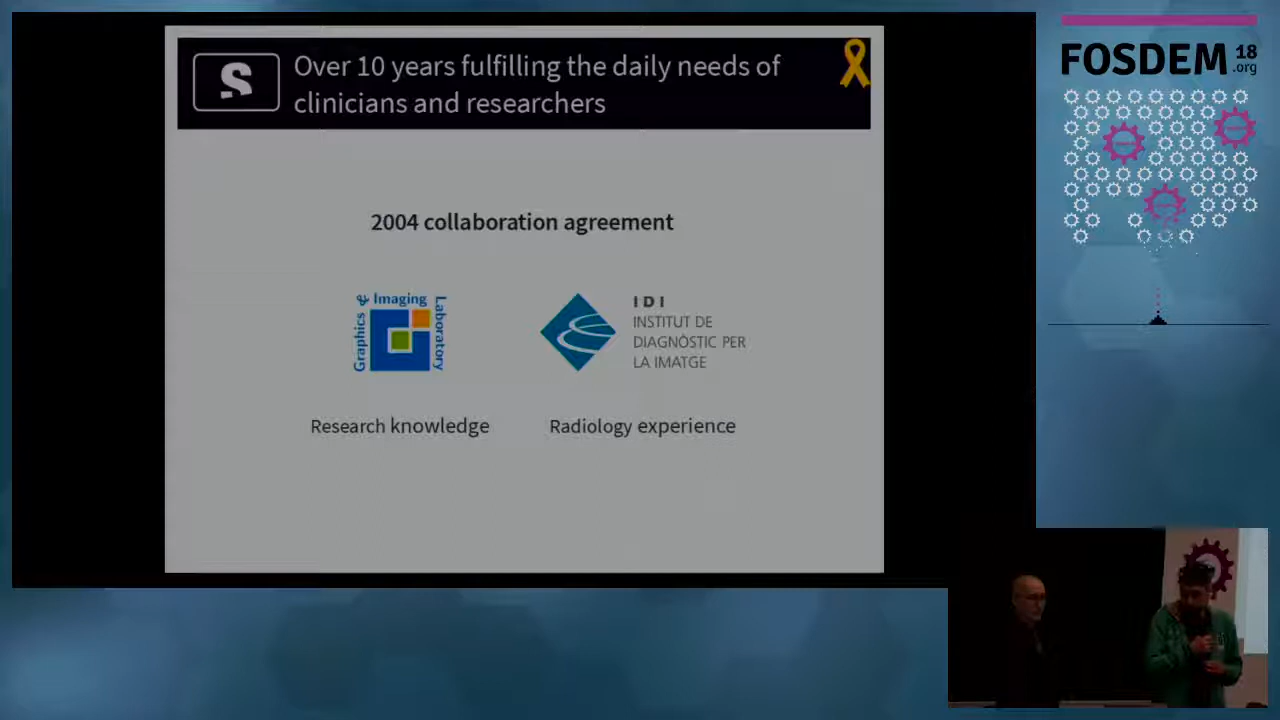 S
Over 10 years fulfilling the daily needs of
clinicians and researchers
2004 collaboration agreement
Graphics & Imaging Laboratory
IDI
INSTITUT DE
DIAGNÒSTIC PER
LA IMATGE
Research knowledge
Radiology experience
FOSDEM 18
.org